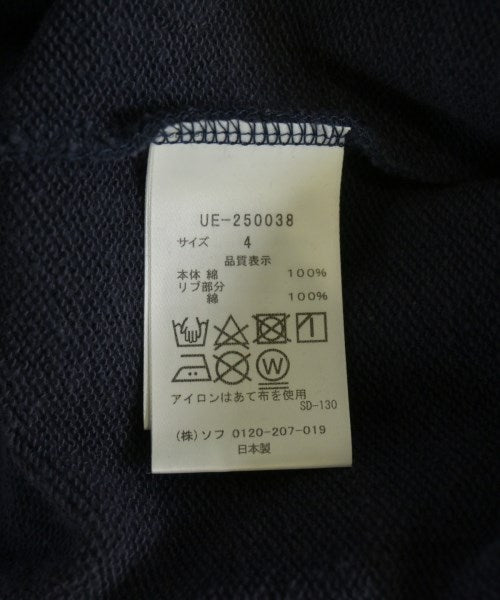 UE-250038
サイズ 4
品質表示
本体 綿 100%
リブ部分
綿 100%
W
アイロンはあて布を使用
SD-130
(株)ソフ 0120-207-019
日本製